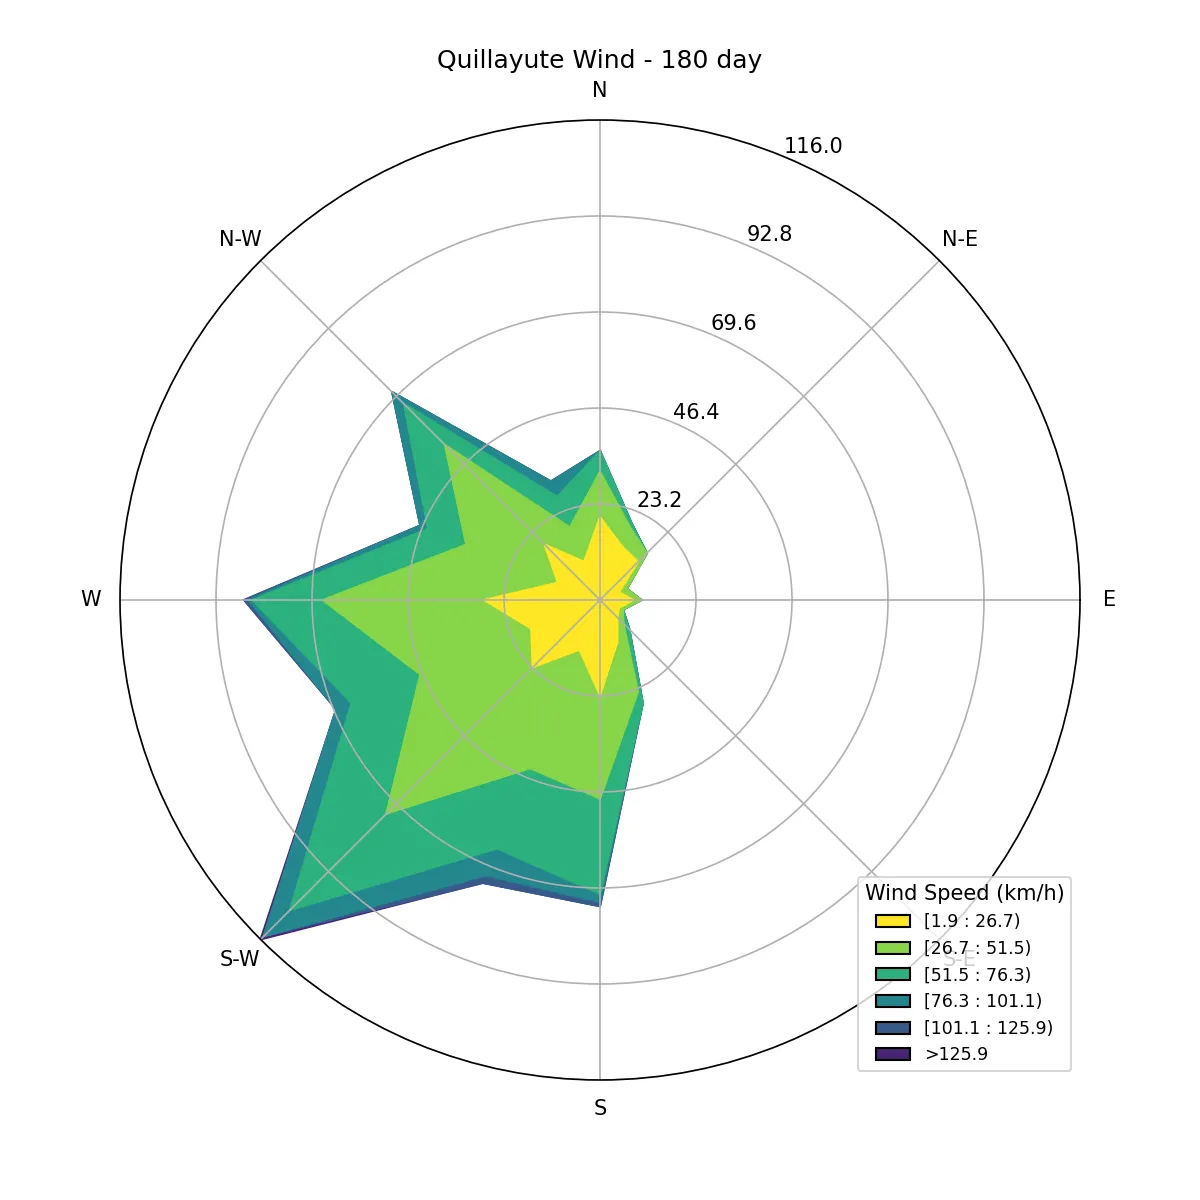 Quillayute Wind - 180 day
N
116.0
92.8
N-W
N-E
69.6
46.4
23.2
W
E
S-W
S-E
S
Wind Speed (km/h)
[1.9 : 26.7)
[26.7 : 51.5)
[51.5 : 76.3)
[76.3 : 101.1)
[101.1 : 125.9)
>125.9